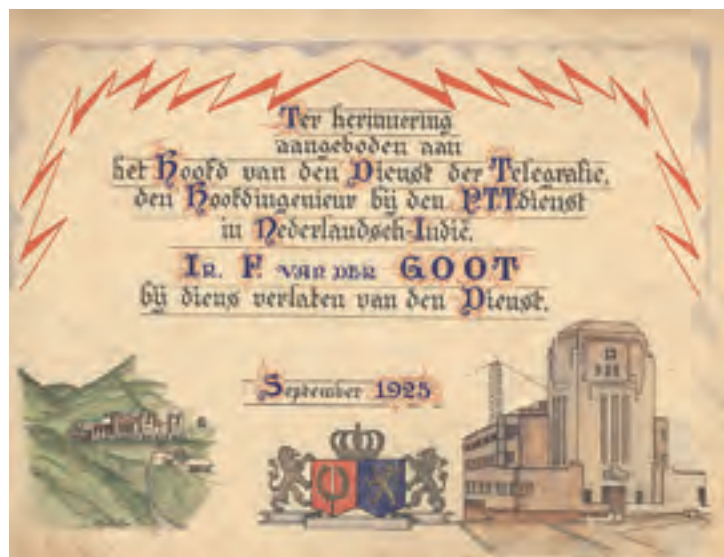 Ter herinnering
aangeboden aan
het Hoofd van den Dienst der Telegrafie,
den Hoofdingenieur bij den PTTdienst
in Nederlandsch-Indië.
Ir. F. van der GOOT
bij diens verlaten van den Dienst.
September 1925